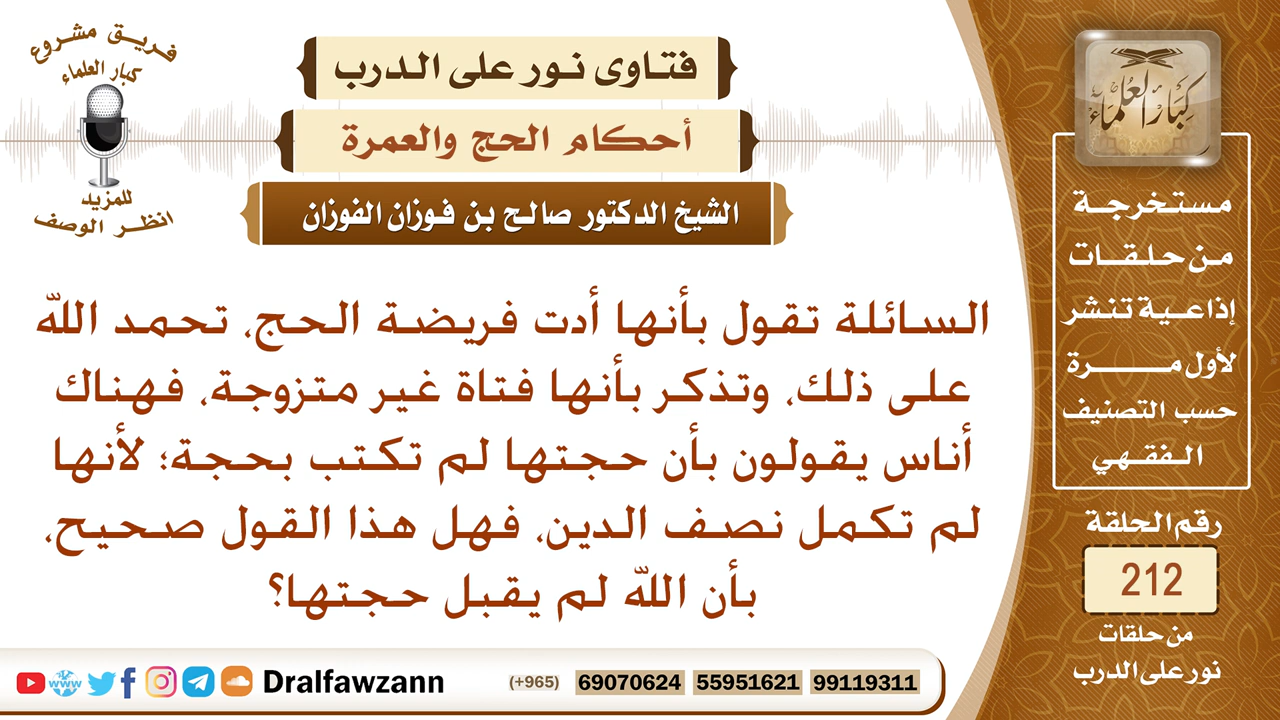 فريق مشروع
كبار العلماء
للمزيد
انظر الوصف
فتاوى نور على الدرب
أحكام الحج والعمرة
الشيخ الدكتور صالح بن فوزان الفوزان
السائلة تقول بأنها أدت فريضة الحج، تحمد الله
على ذلك، وتذكر بأنها فتاة غير متزوجة، فهناك
أناس يقولون بأن حجتها لم تكتب بحجة؛ لأنها
لم تكمل نصف الدين، فهل هذا القول صحيح،
بأن الله لم يقبل حجتها؟
كبار العلماء
مستخرجة
من حلقات
إذاعية تنشر
لأول مرة
حسب التصنيف
الفقهي
رقم الحلقة
212
من حلقات
نور على الدرب
Dralfawzann (+965) 69070624 55951621 99119311
www